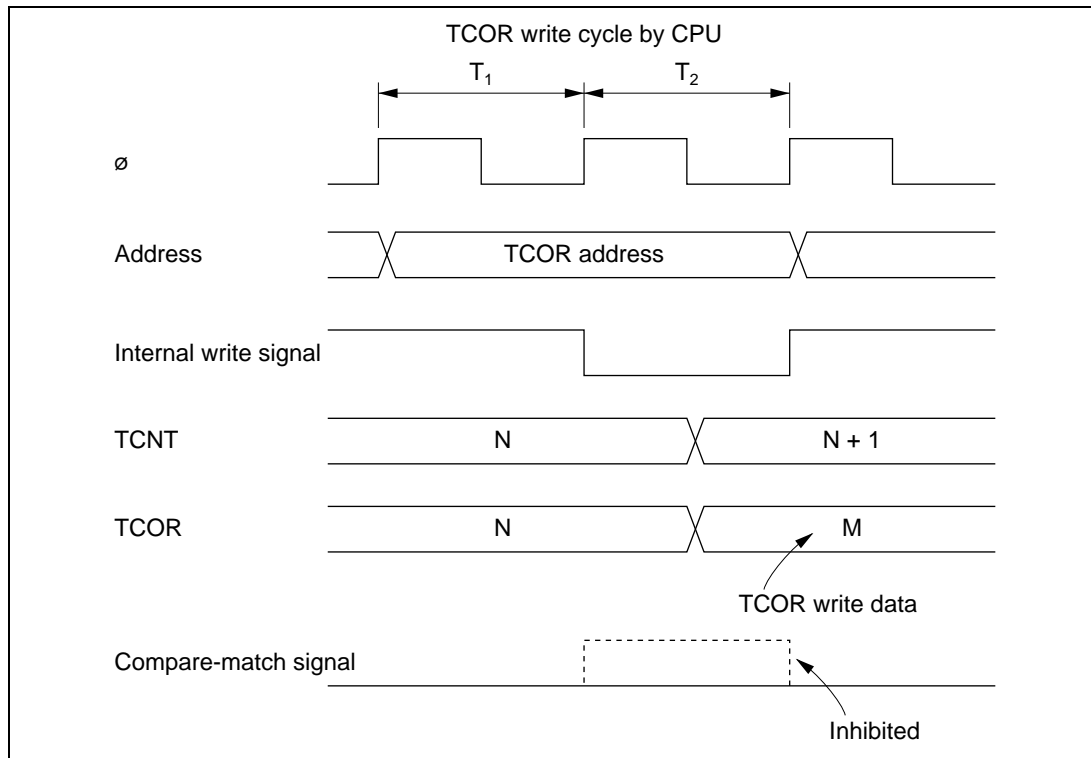 TCOR write cycle by CPU
T1 T2
ø
Address TCOR address
Internal write signal
TCNT N N + 1
TCOR N M
TCOR write data
Compare-match signal
Inhibited